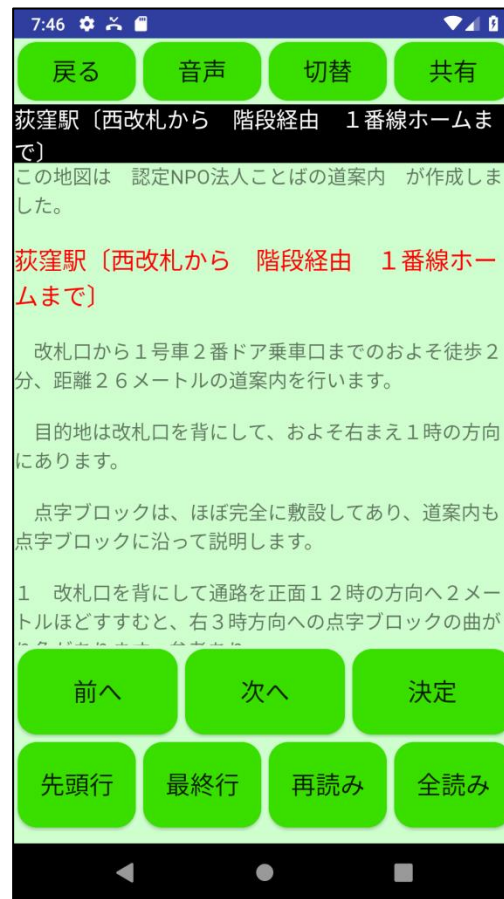 7:46
戻る 音声 切替 共有
荻窪駅〔西改札から 階段経由 １番線ホームま
で〕
この地図は 認定NPO法人ことばの道案内 が作成しま
した。
荻窪駅〔西改札から 階段経由 １番線ホー
ムまで〕
改札口から１号車２番ドア乗車口までのおよそ徒歩２
分、距離２６メートルの道案内を行います。
目的地は改札口を背にして、およそ右まえ１時の方向
にあります。
点字ブロックは、ほぼ完全に敷設してあり、道案内も
点字ブロックに沿って説明します。
１ 改札口を背にして通路を正面１２時の方向へ２メー
トルほどすすむと、右３時方向への点字ブロックの曲が
前へ 次へ 決定
先頭行 最終行 再読み 全読み